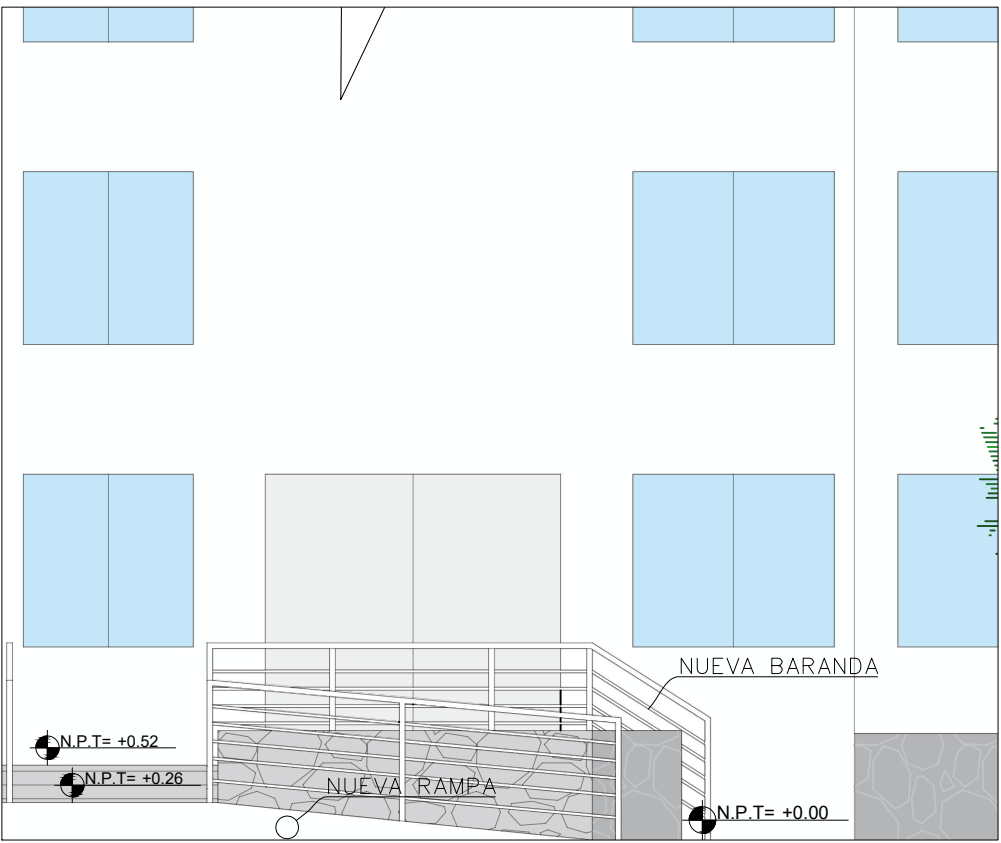 NUEVA BARANDA
N.P.T= +0.52
N.P.T= +0.26
NUEVA RAMPA
N.P.T= +0.00